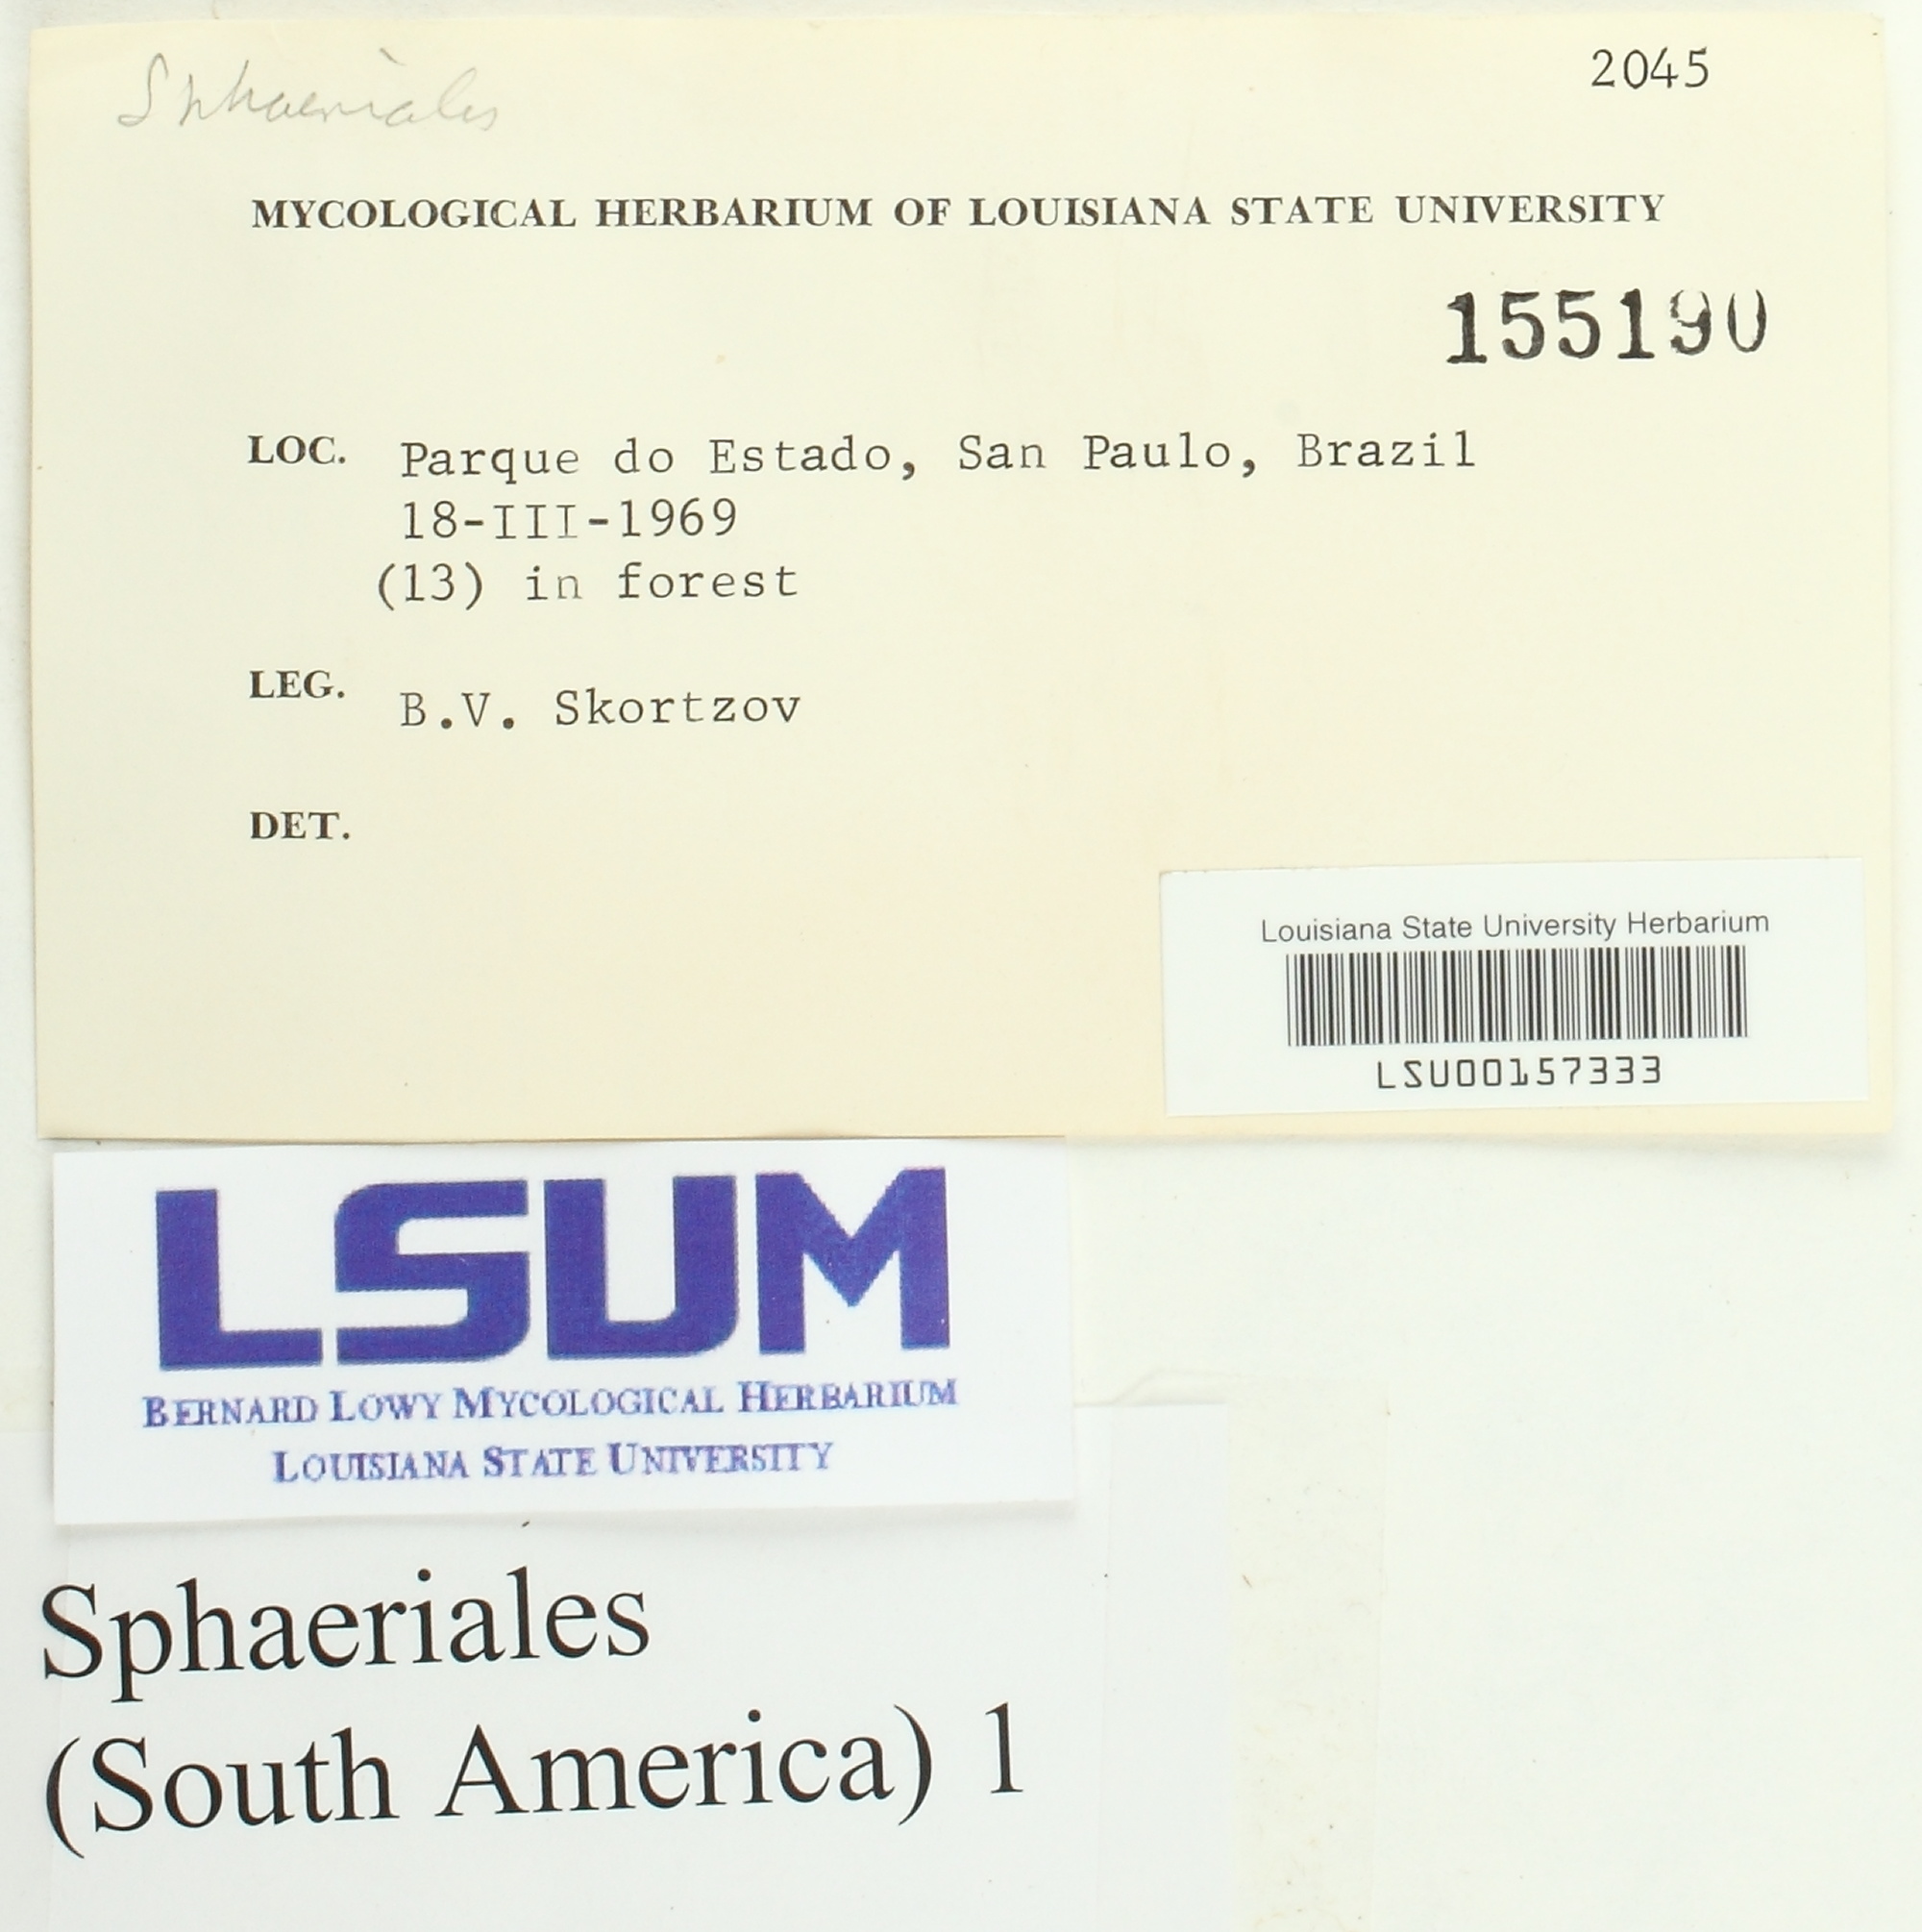 Sphaeriales
2045
MYCOLOGICAL HERBARIUM OF LOUISIANA STATE UNIVERSITY
155190
LOC. Parque do Estado, San Paulo, Brazil
18-III-1969
(13) in forest
LEG. B.V. Skortzov
DET.
Louisiana State University Herbarium
LSU00157333
LSUM
BERNARD LOWY MYCOLOGICAL HERBARIUM
LOUISIANA STATE UNIVERSITY
Sphaeriales
(South America) 1